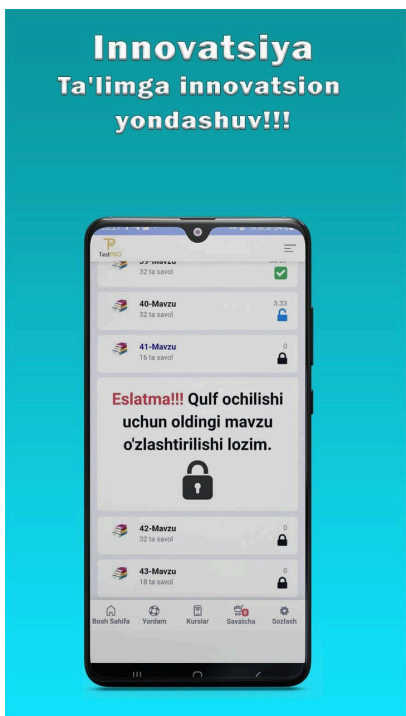 Innovatsiya
Ta'limga innovatsion
yondashuv!!!
TestPRO
39-Mavzu
32 ta savol
40-Mavzu
3.33
32 ta savol
41-Mavzu
0
16 ta savol
Eslatma!!! Qulf ochilishi
uchun oldingi mavzu
o'zlashtirilishi lozim.
42-Mavzu
0
32 ta savol
43-Mavzu
0
18 ta savol
Bosh Sahifa Yordam Kurslar Savatcha Sozlash